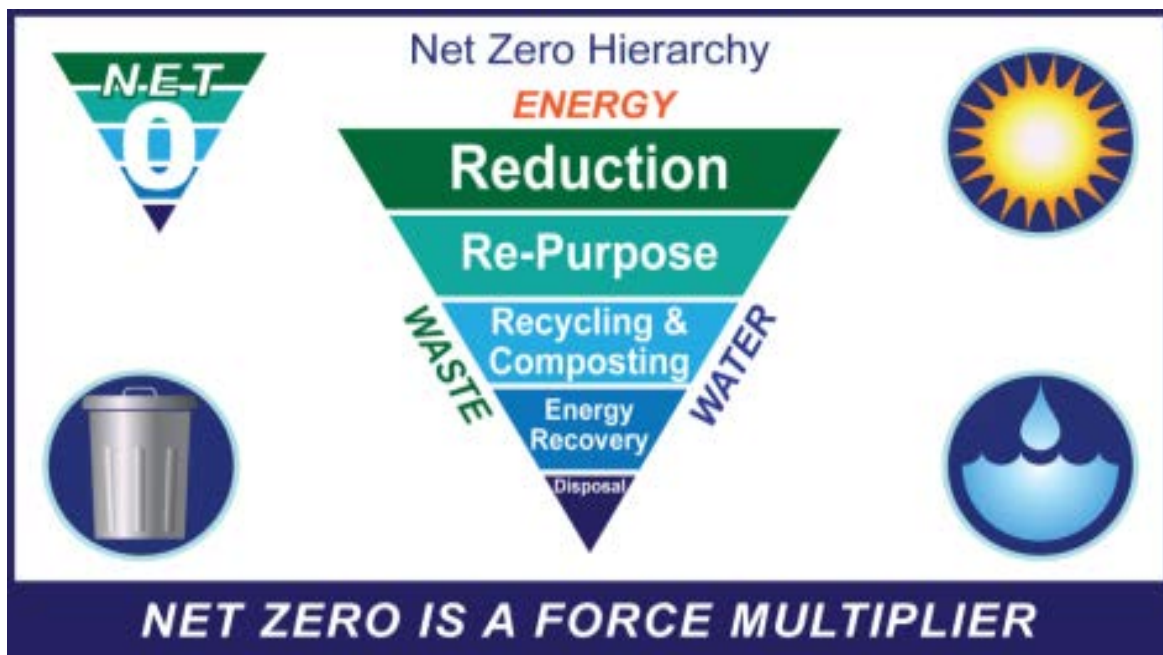 NET
0
Net Zero Hierarchy
ENERGY
Reduction
Re-Purpose
Recycling &
Composting
Energy
Recovery
Disposal
WASTE
WATER
NET ZERO IS A FORCE MULTIPLIER